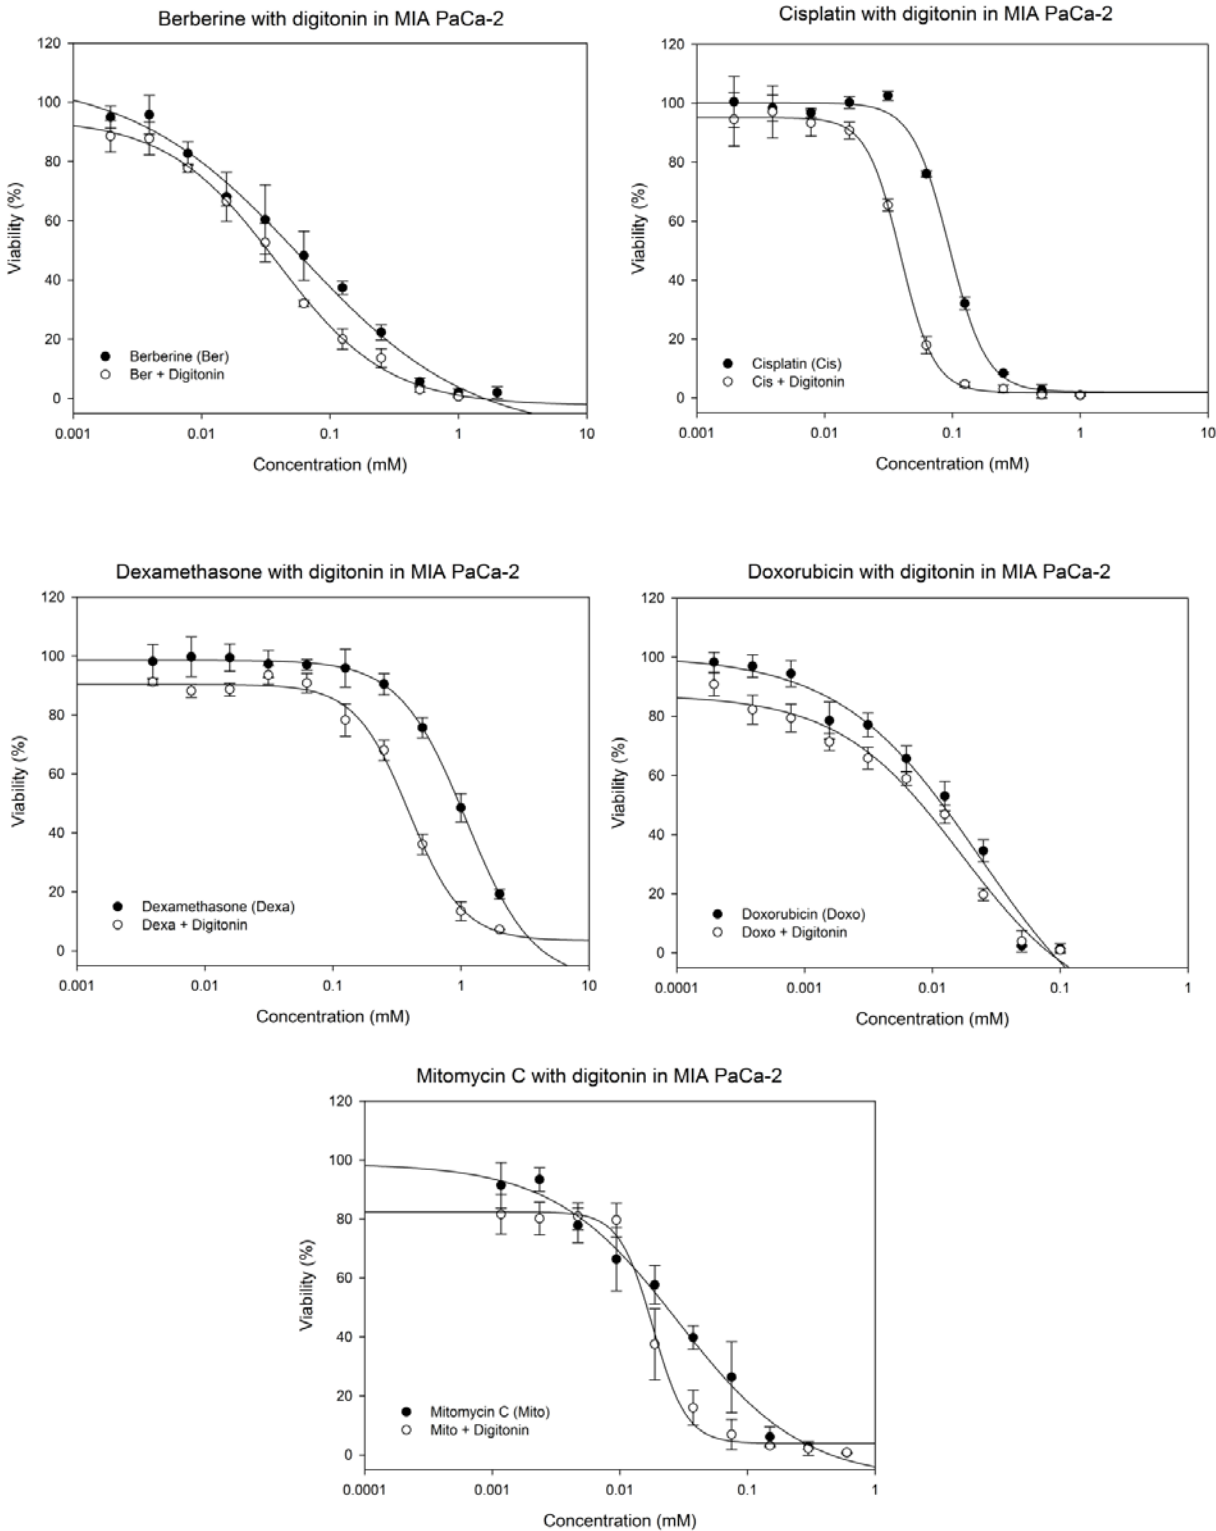 Berberine with digitonin in MIA PaCa-2
120
100
80
60
40
20
0
Viability (%)
Berberine (Ber)
Ber + Digitonin
0.001 0.01 0.1 1 10
Concentration (mM)
Cisplatin with digitonin in MIA PaCa-2
120
100
80
60
40
20
0
Viability (%)
Cisplatin (Cis)
Cis + Digitonin
0.001 0.01 0.1 1 10
Concentration (mM)
Dexamethasone with digitonin in MIA PaCa-2
120
100
80
60
40
20
0
Viability (%)
Dexamethasone (Dexa)
Dexa + Digitonin
0.001 0.01 0.1 1 10
Concentration (mM)
Doxorubicin with digitonin in MIA PaCa-2
120
100
80
60
40
20
0
Viability (%)
Doxorubicin (Doxo)
Doxo + Digitonin
0.0001 0.001 0.01 0.1 1
Concentration (mM)
Mitomycin C with digitonin in MIA PaCa-2
120
100
80
60
40
20
0
Viability (%)
Mitomycin C (Mito)
Mito + Digitonin
0.0001 0.001 0.01 0.1 1
Concentration (mM)